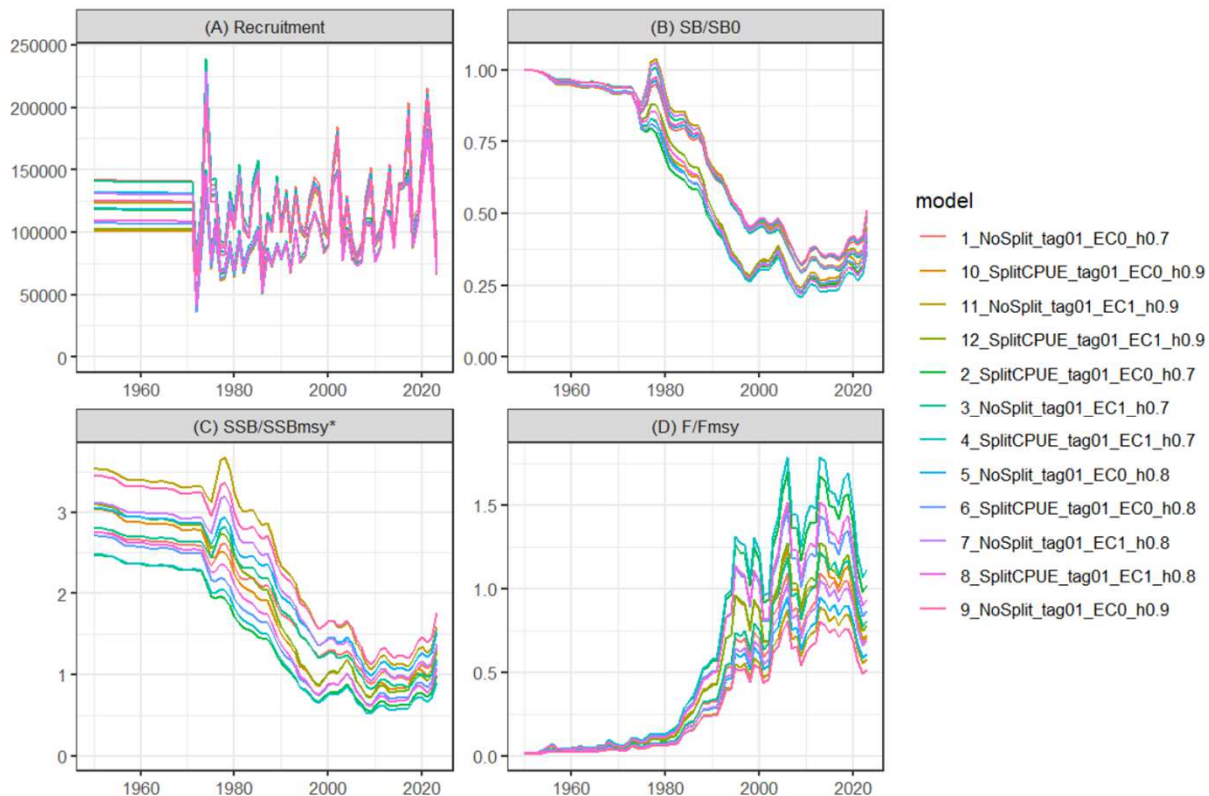 (A) Recruitment
250000
200000
150000
100000
50000
0
1960 1980 2000 2020
(B) SB/SB0
1.00
0.75
0.50
0.25
0.00
1960 1980 2000 2020
(C) SSB/SSBmsy*
3
2
1
0
1960 1980 2000 2020
(D) F/Fmsy
1.5
1.0
0.5
0.0
1960 1980 2000 2020
model
1_NoSplit_tag01_EC0_h0.7
10_SplitCPUE_tag01_EC0_h0.9
11_NoSplit_tag01_EC1_h0.9
12_SplitCPUE_tag01_EC1_h0.9
2_SplitCPUE_tag01_EC0_h0.7
3_NoSplit_tag01_EC1_h0.7
4_SplitCPUE_tag01_EC1_h0.7
5_NoSplit_tag01_EC0_h0.8
6_SplitCPUE_tag01_EC0_h0.8
7_NoSplit_tag01_EC1_h0.8
8_SplitCPUE_tag01_EC1_h0.8
9_NoSplit_tag01_EC0_h0.9